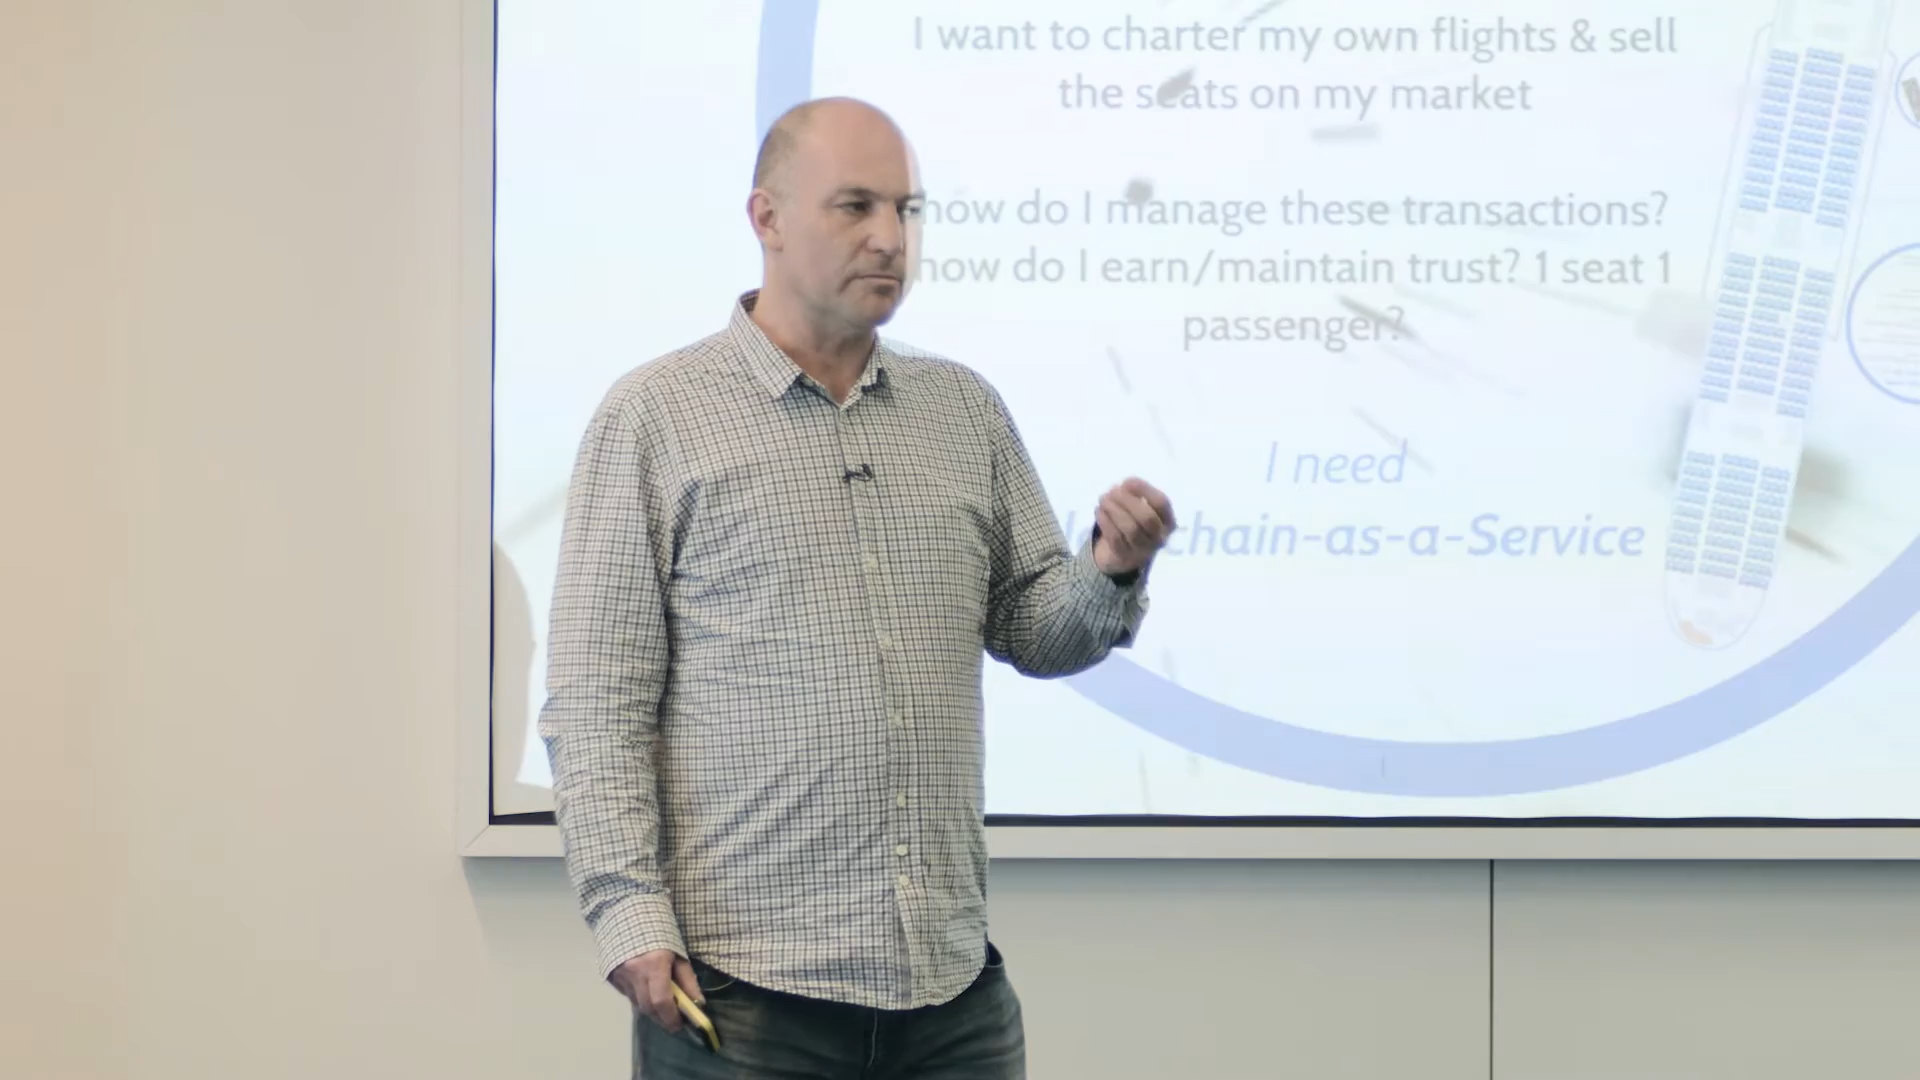 I want to charter my own flights & sell
the seats on my market
how do I manage these transactions?
how do I earn/maintain trust? 1 seat 1
passenger?
I need
chain-as-a-Service